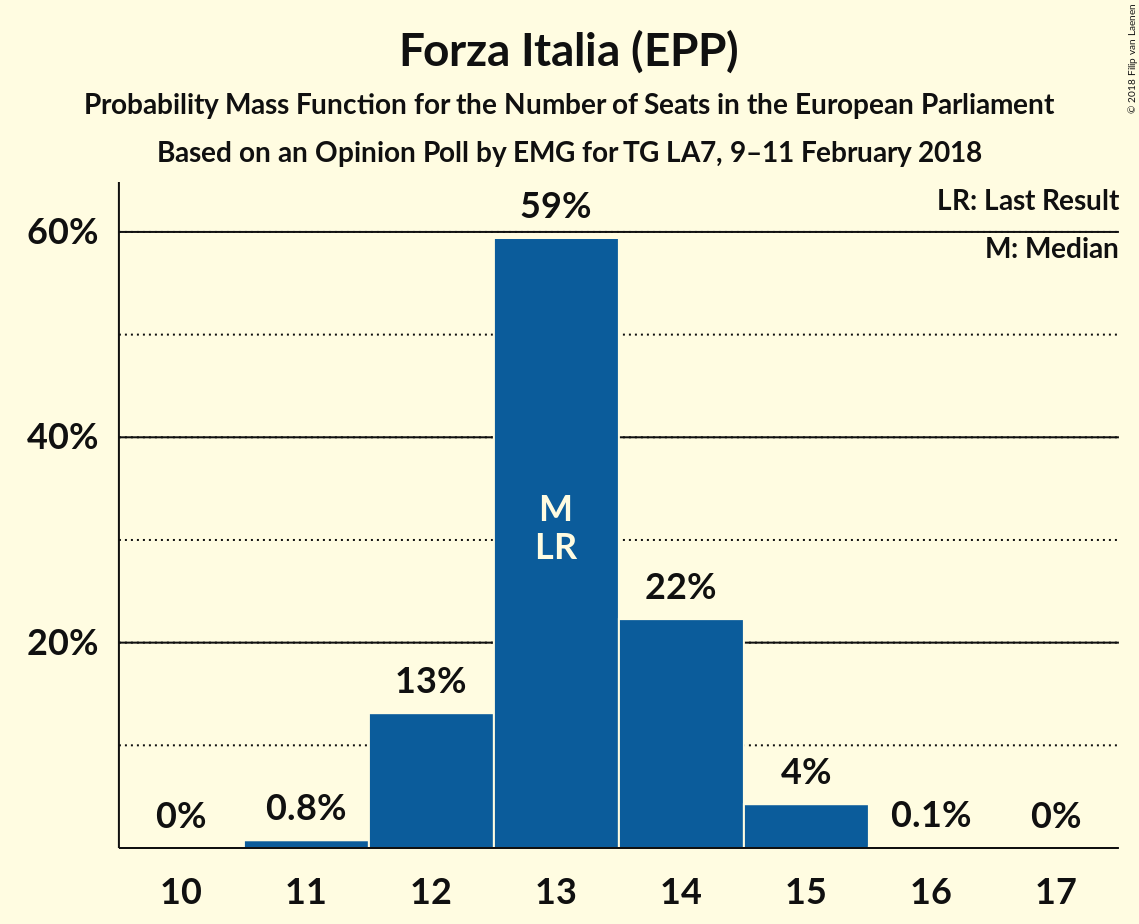 Forza Italia (EPP)
Probability Mass Function for the Number of Seats in the European Parliament
Based on an Opinion Poll by EMG for TG LA7, 9–11 February 2018
© 2018 Filip van Laenen
LR: Last Result
M: Median
60%
40%
20%
0%
0.8%
13%
59%
M
LR
22%
4%
0.1%
0%
10 11 12 13 14 15 16 17